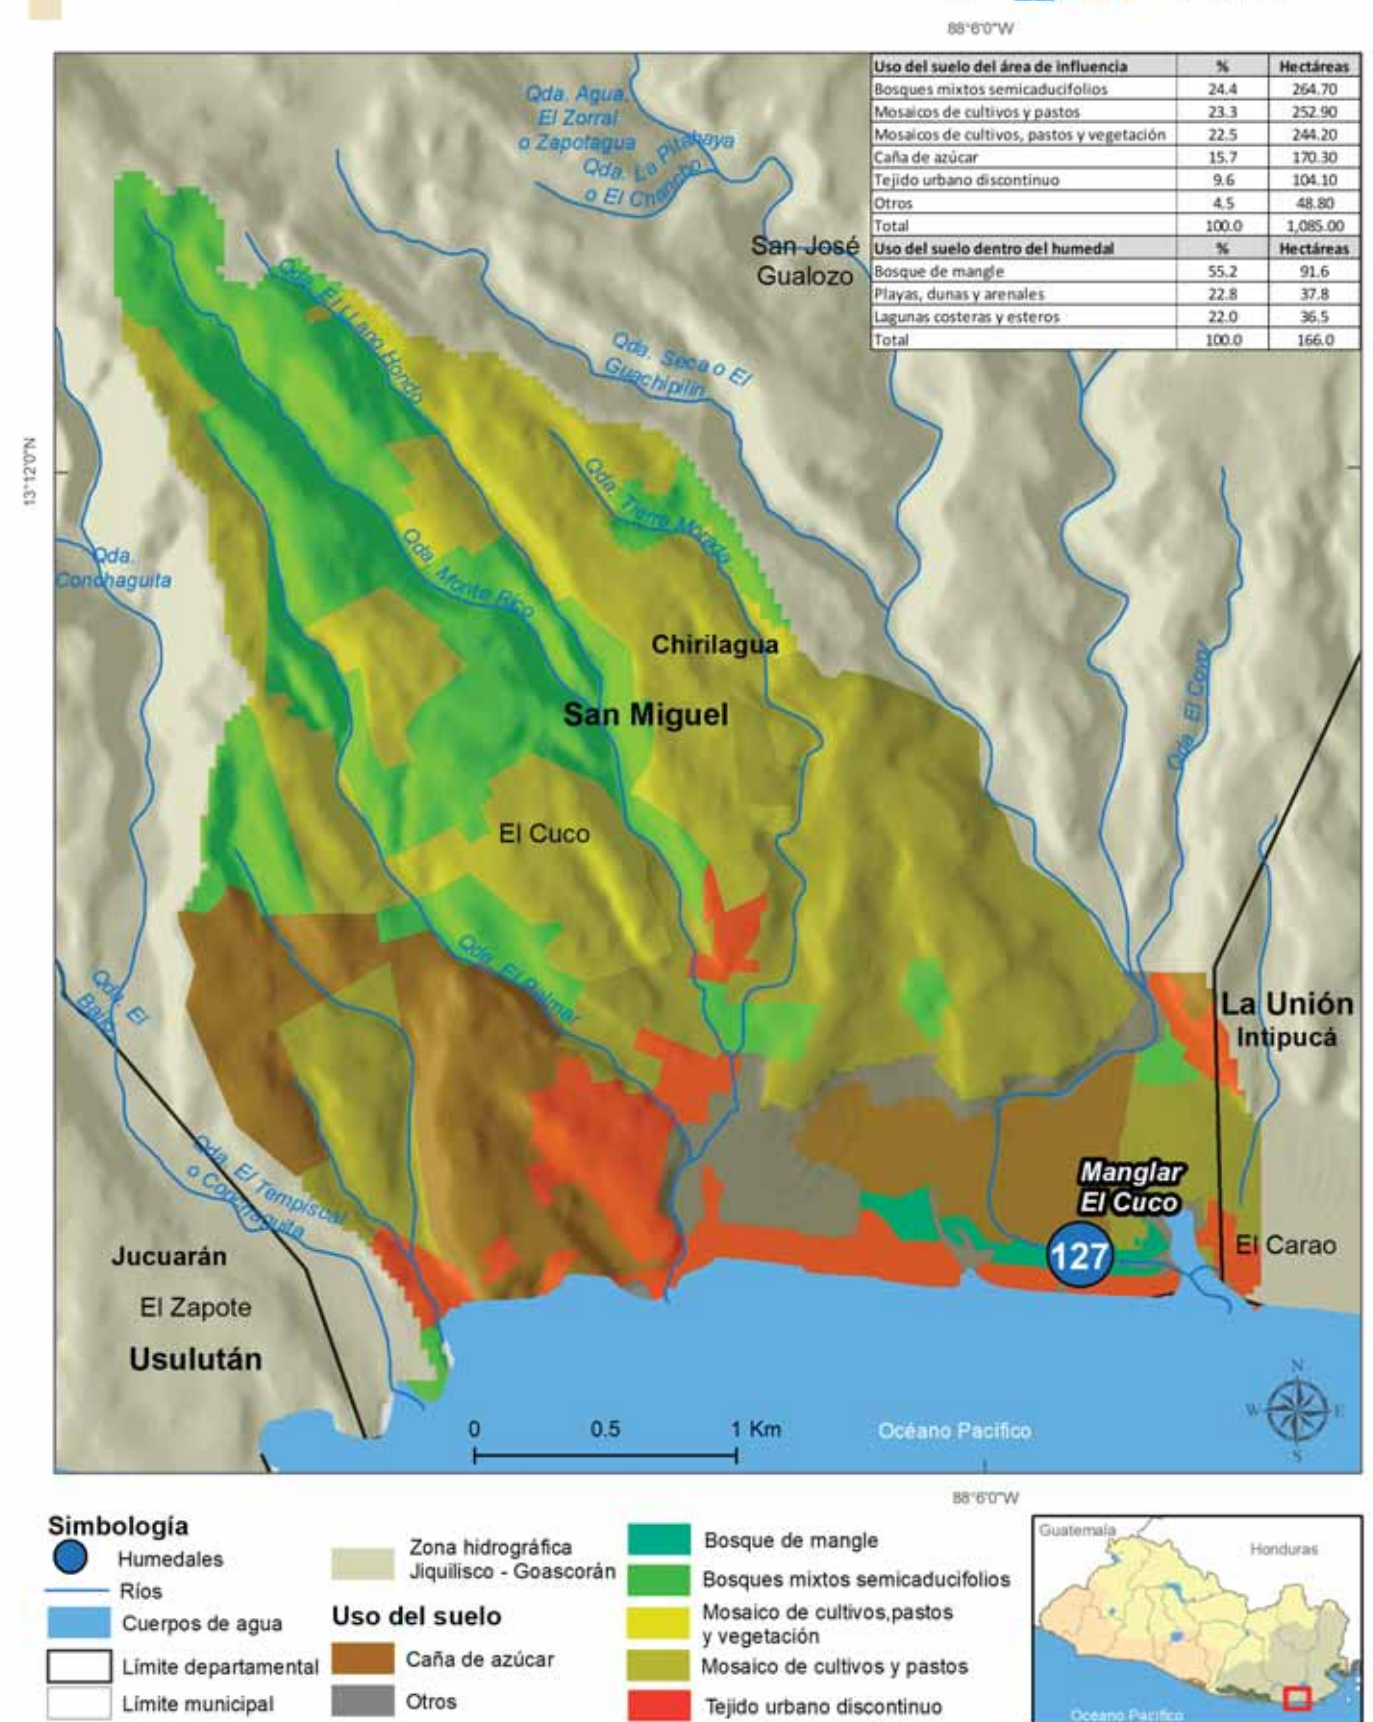 88°6'0"W
Uso del suelo del área de influencia % Hectáreas
Bosques mixtos semicaducifolios 24.4 264.70
Mosaicos de cultivos y pastos 23.3 252.90
Mosaicos de cultivos, pastos y vegetación 22.5 244.20
Caña de azúcar 15.7 170.30
Tejido urbano discontinuo 9.6 104.10
Otros 4.5 48.80
Total 100.0 1,085.00
Uso del suelo dentro del humedal % Hectáreas
Bosque de mangle 55.2 91.6
Playas, dunas y arenales 22.8 37.8
Lagunas costeras y esteros 22.0 36.5
Total 100.0 166.0
Qda. Agua,
El Zorral
o Zapotagua
Qda. La Pitahaya
o El Chancho
San José
Gualozo
Qda. El Llano Hondo
Qda. Seca o El
Guachipilín
13°12'0"N
Qda. Tierra Morada
Qda.
Conchaguita
Qda. Monte Rico
Chirilagua
San Miguel
Qda. El Coyol
El Cuco
Qda. El Palmar
Qda. El
La Unión
Intipucá
Qda. El Tempiscal
o Conchaguita
Manglar
El Cuco
127
El Carao
Jucuarán
El Zapote
Usulután
0 0.5 1 Km
Océano Pacífico
N
W E
S
88°6'0"W
Simbología
Humedales
Ríos
Cuerpos de agua
Límite departamental
Límite municipal
Zona hidrográfica
Jiquilisco - Goascorán
Uso del suelo
Caña de azúcar
Otros
Bosque de mangle
Bosques mixtos semicaducifolios
Mosaico de cultivos,pastos
y vegetación
Mosaico de cultivos y pastos
Tejido urbano discontinuo
Guatemala
Honduras
Océano Pacífico